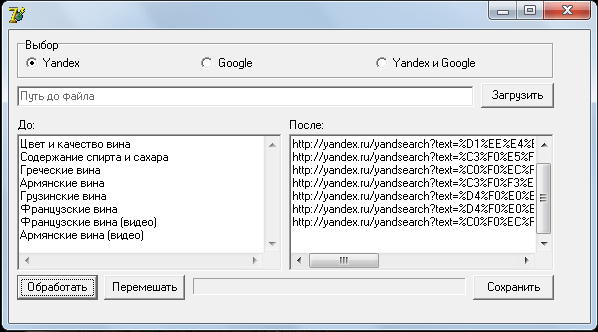 Выбор
Yandex
Google
Yandex и Google
Путь до файла
Загрузить
До:
После:
Цвет и качество вина
Содержание спирта и сахара
Греческие вина
Армянские вина
Грузинские вина
Французские вина
Французские вина (видео)
Армянские вина (видео)
http://yandex.ru/yandsearch?text=%D1%EE%E4%E
http://yandex.ru/yandsearch?text=%C3%F0%E5%F
http://yandex.ru/yandsearch?text=%C0%F0%EC%F
http://yandex.ru/yandsearch?text=%C3%F0%F3%E
http://yandex.ru/yandsearch?text=%D4%F0%E0%E
http://yandex.ru/yandsearch?text=%D4%F0%E0%E
http://yandex.ru/yandsearch?text=%C0%F0%EC%F
Обработать
Перемешать
Сохранить